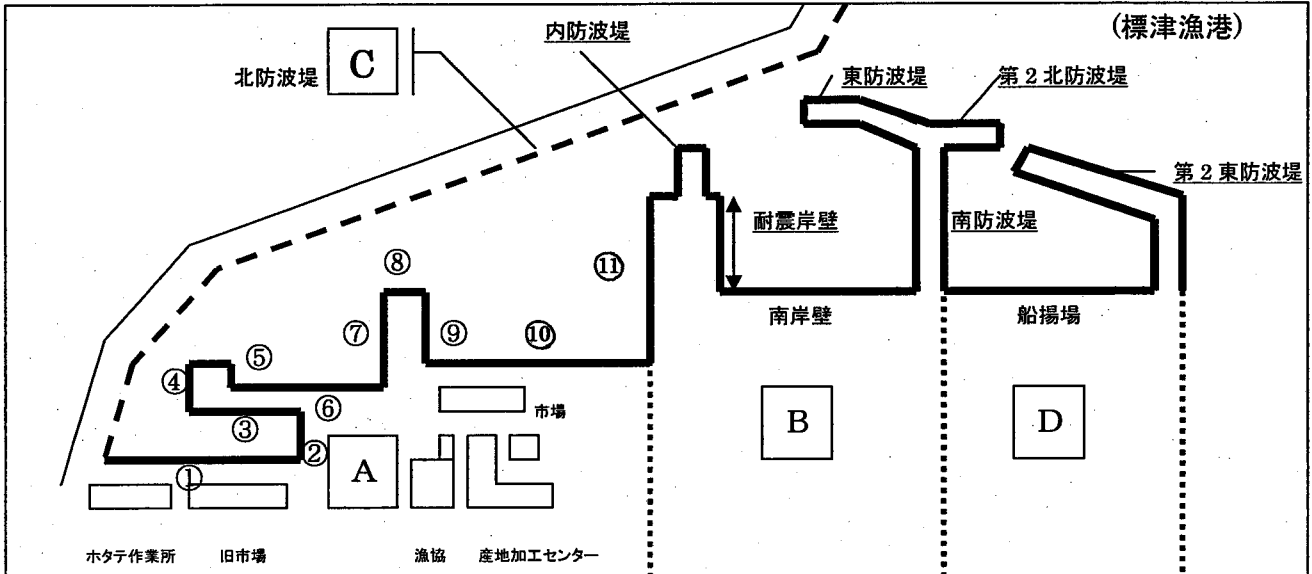 (標津漁港)
内防波堤
北防波堤
C
東防波堤
第2北防波堤
第2東防波堤
耐震岸壁
南防波堤
⑧
⑪
⑦
⑨
⑩
南岸壁
船揚場
⑤
④
⑥
市場
③
②
①
A
B
D
ホタテ作業所
旧市場
漁協
産地加工センター